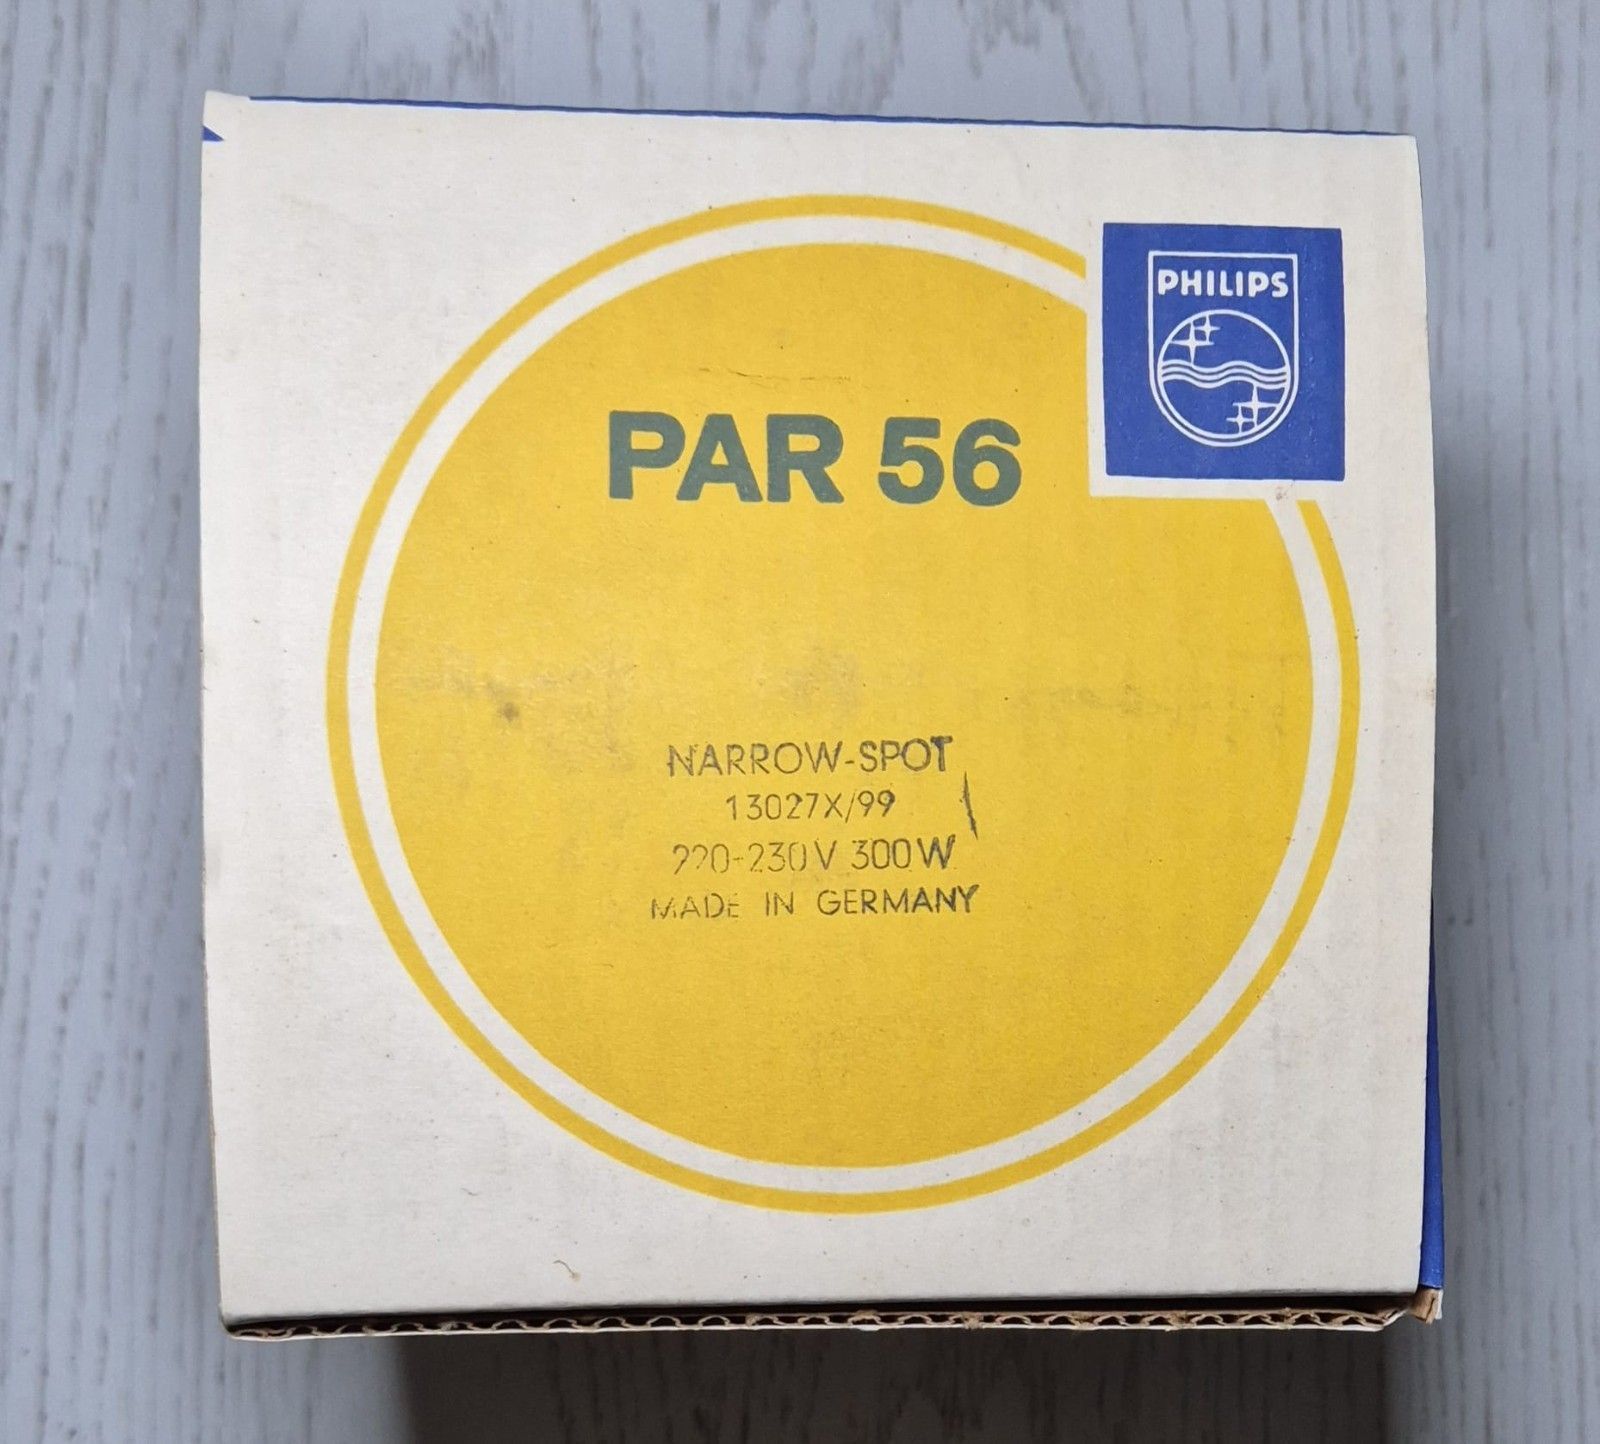 PHILIPS
PAR 56
NARROW-SPOT
13027X/99
220-230V 300W
MADE IN GERMANY